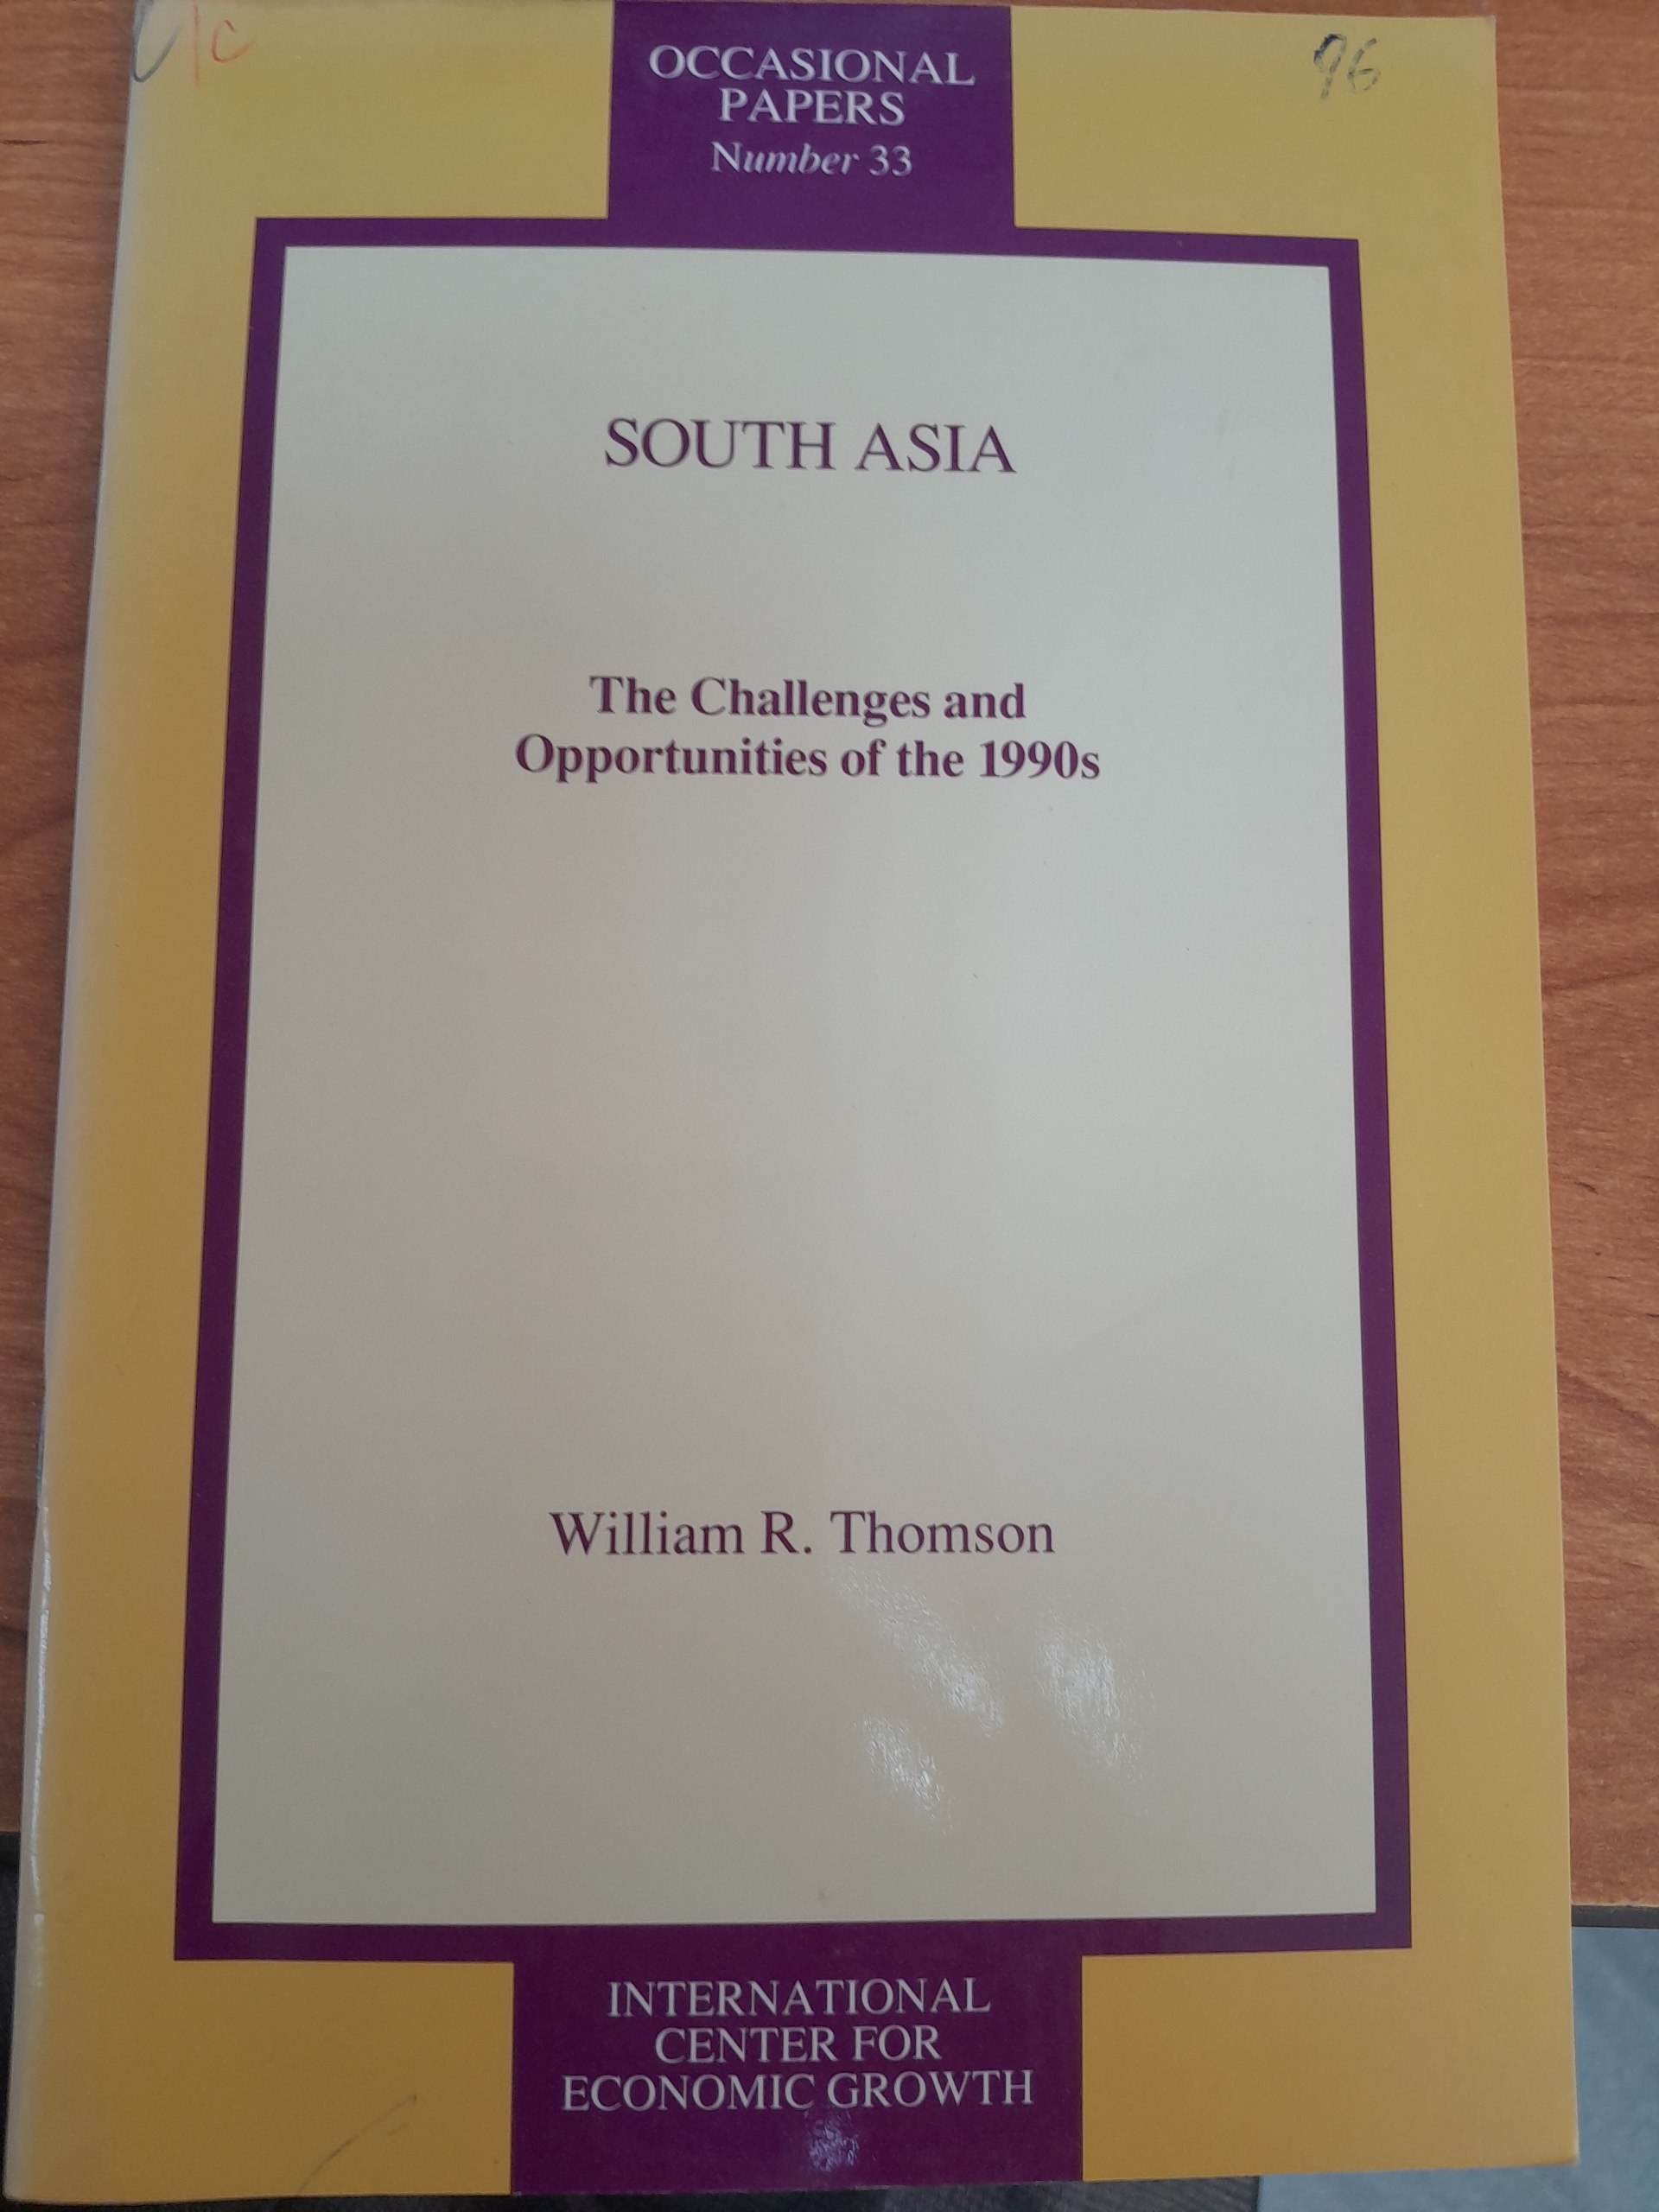 1c
96
OCCASIONAL
PAPERS
Number 33
SOUTH ASIA
The Challenges and
Opportunities of the 1990s
William R. Thomson
INTERNATIONAL
CENTER FOR
ECONOMIC GROWTH